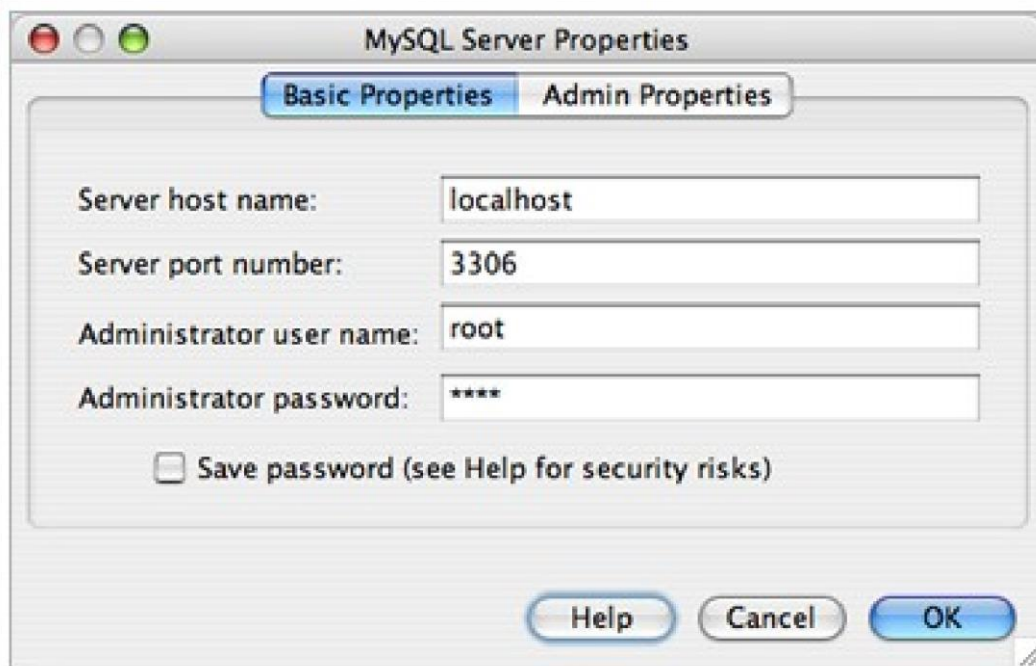 MySQL Server Properties
Basic Properties Admin Properties
Server host name: localhost
Server port number: 3306
Administrator user name: root
Administrator password: ****
Save password (see Help for security risks)
Help Cancel OK